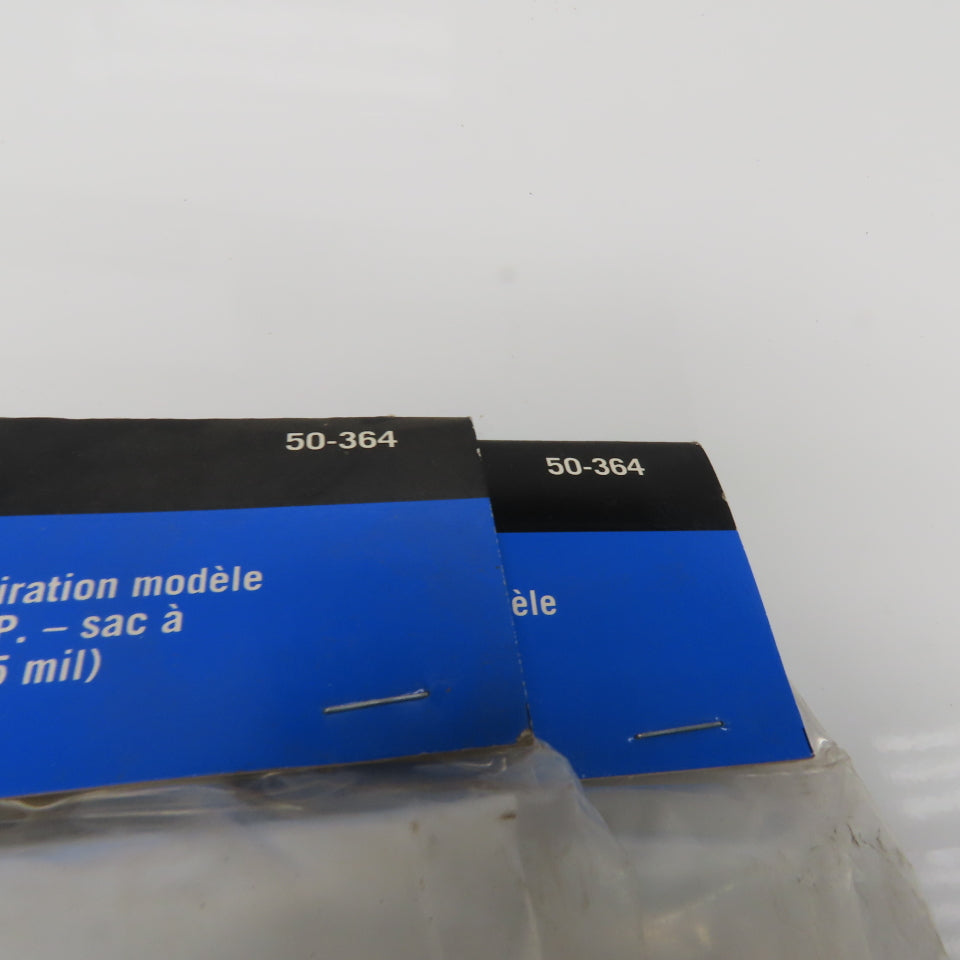 50-364
iration modèle
P. – sac à
5 mil)
50-364
èle